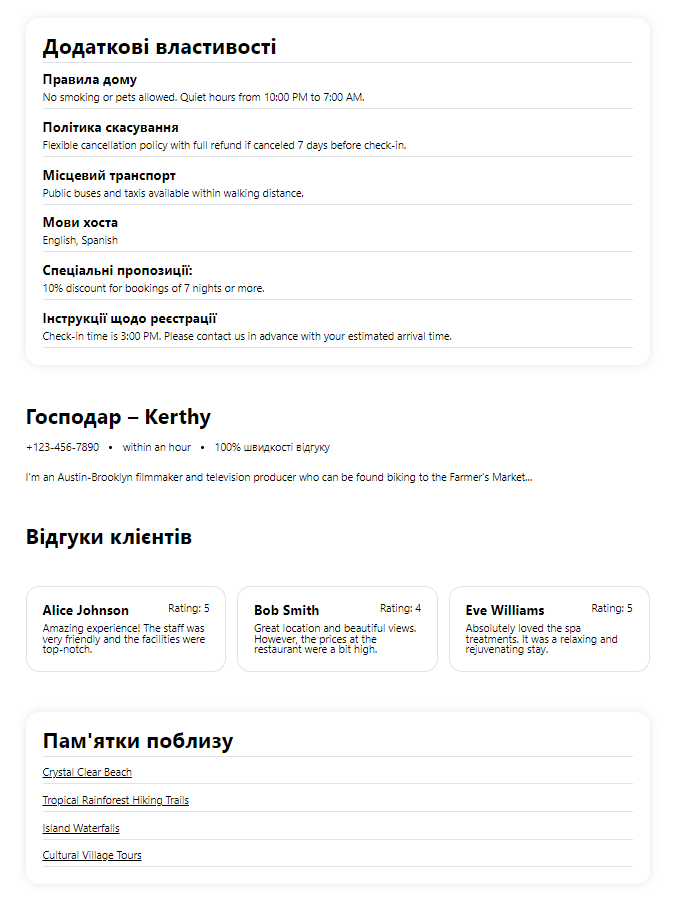 Додаткові властивості
Правила дому
No smoking or pets allowed. Quiet hours from 10:00 PM to 7:00 AM.
Політика скасування
Flexible cancellation policy with full refund if canceled 7 days before check-in.
Місцевий транспорт
Public buses and taxis available within walking distance.
Мови хоста
English, Spanish
Спеціальні пропозиції:
10% discount for bookings of 7 nights or more.
Інструкції щодо реєстрації
Check-in time is 3:00 PM. Please contact us in advance with your estimated arrival time.
Господар – Kerthy
+123-456-7890 • within an hour • 100% швидкості відгуку
I'm an Austin-Brooklyn filmmaker and television producer who can be found biking to the Farmer's Market...
Відгуки клієнтів
Alice Johnson Rating: 5
Amazing experience! The staff was
very friendly and the facilities were
top-notch.
Bob Smith Rating: 4
Great location and beautiful views.
However, the prices at the
restaurant were a bit high.
Eve Williams Rating: 5
Absolutely loved the spa
treatments. It was a relaxing and
rejuvenating stay.
Пам'ятки поблизу
Crystal Clear Beach
Tropical Rainforest Hiking Trails
Island Waterfalls
Cultural Village Tours